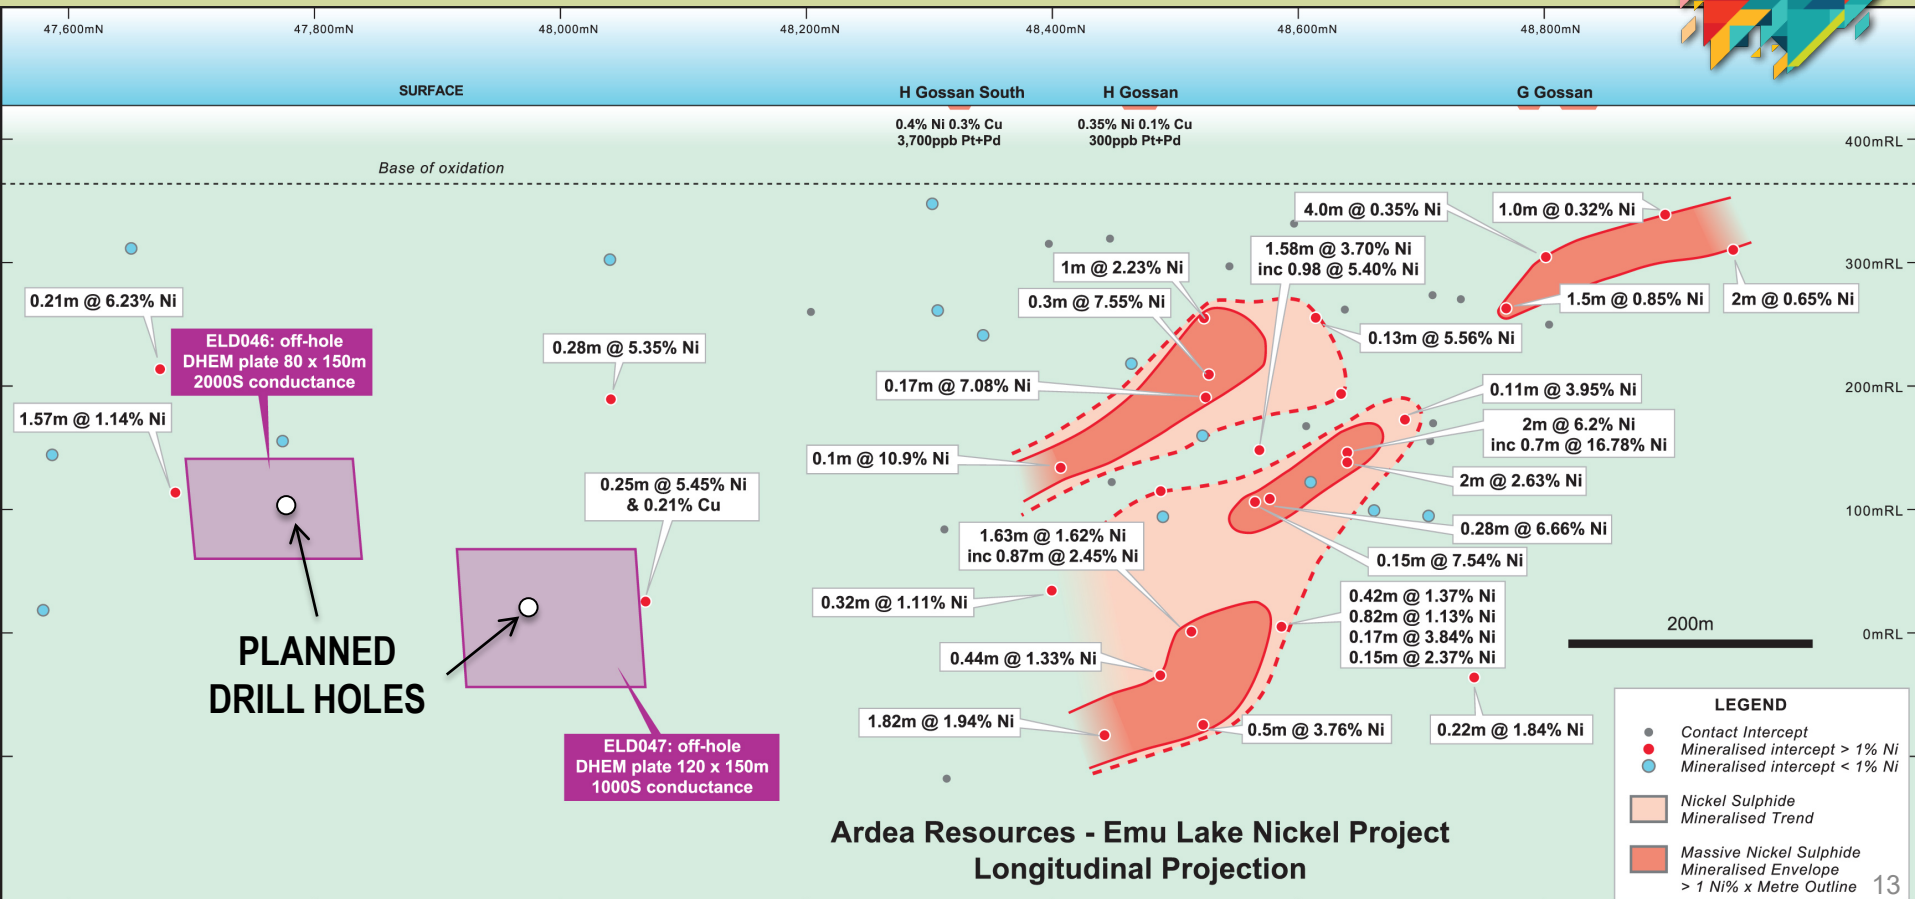 47,600mN
47,800mN
48,000mN
48,200mN
48,400mN
48,600mN
48,800mN
SURFACE
H Gossan South
H Gossan
G Gossan
0.4% Ni 0.3% Cu
3,700ppb Pt+Pd
0.35% Ni 0.1% Cu
300ppb Pt+Pd
400mRL
Base of oxidation
4.0m @ 0.35% Ni
1.0m @ 0.32% Ni
1.58m @ 3.70% Ni
inc 0.98 @ 5.40% Ni
1m @ 2.23% Ni
300mRL
0.21m @ 6.23% Ni
0.3m @ 7.55% Ni
1.5m @ 0.85% Ni
2m @ 0.65% Ni
ELD046: off-hole
DHEM plate 80 x 150m
2000S conductance
0.28m @ 5.35% Ni
0.13m @ 5.56% Ni
0.17m @ 7.08% Ni
200mRL
0.11m @ 3.95% Ni
1.57m @ 1.14% Ni
2m @ 6.2% Ni
inc 0.7m @ 16.78% Ni
0.1m @ 10.9% Ni
2m @ 2.63% Ni
0.25m @ 5.45% Ni
& 0.21% Cu
100mRL
0.28m @ 6.66% Ni
1.63m @ 1.62% Ni
inc 0.87m @ 2.45% Ni
0.15m @ 7.54% Ni
0.32m @ 1.11% Ni
0.42m @ 1.37% Ni
0.82m @ 1.13% Ni
0.17m @ 3.84% Ni
0.15m @ 2.37% Ni
200m
0mRL
PLANNED
DRILL HOLES
0.44m @ 1.33% Ni
1.82m @ 1.94% Ni
0.5m @ 3.76% Ni
0.22m @ 1.84% Ni
ELD047: off-hole
DHEM plate 120 x 150m
1000S conductance
LEGEND
Contact Intercept
Mineralised intercept > 1% Ni
Mineralised intercept < 1% Ni
Nickel Sulphide
Mineralised Trend
Massive Nickel Sulphide
Mineralised Envelope
> 1 Ni% x Metre Outline
Ardea Resources - Emu Lake Nickel Project
Longitudinal Projection
13